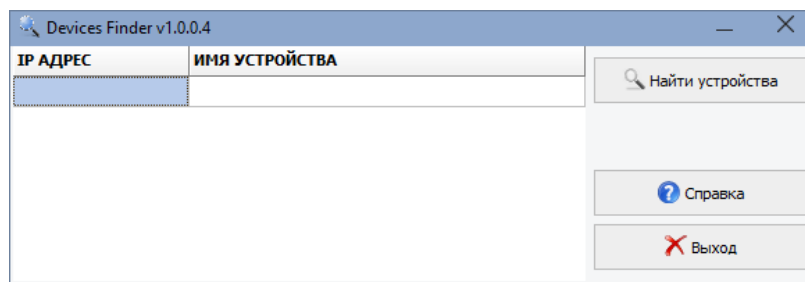 Devices Finder v1.0.0.4
IP АДРЕС ИМЯ УСТРОЙСТВА
Найти устройства
Справка
Выход